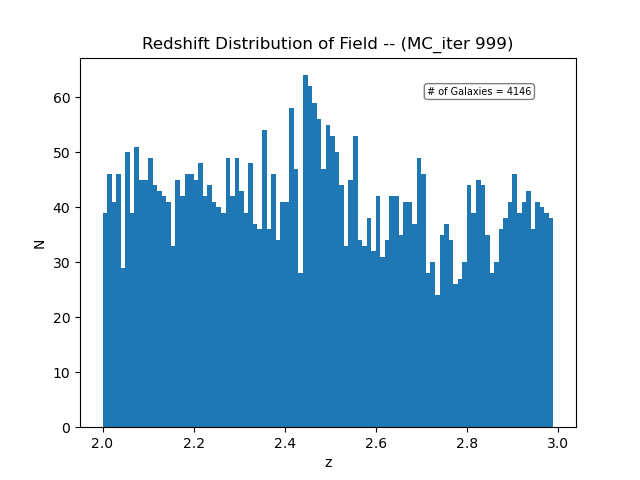 Redshift Distribution of Field -- (MC_iter 999)
# of Galaxies = 4146
60
50
40
30
20
10
0
N
2.0 2.2 2.4 2.6 2.8 3.0
z